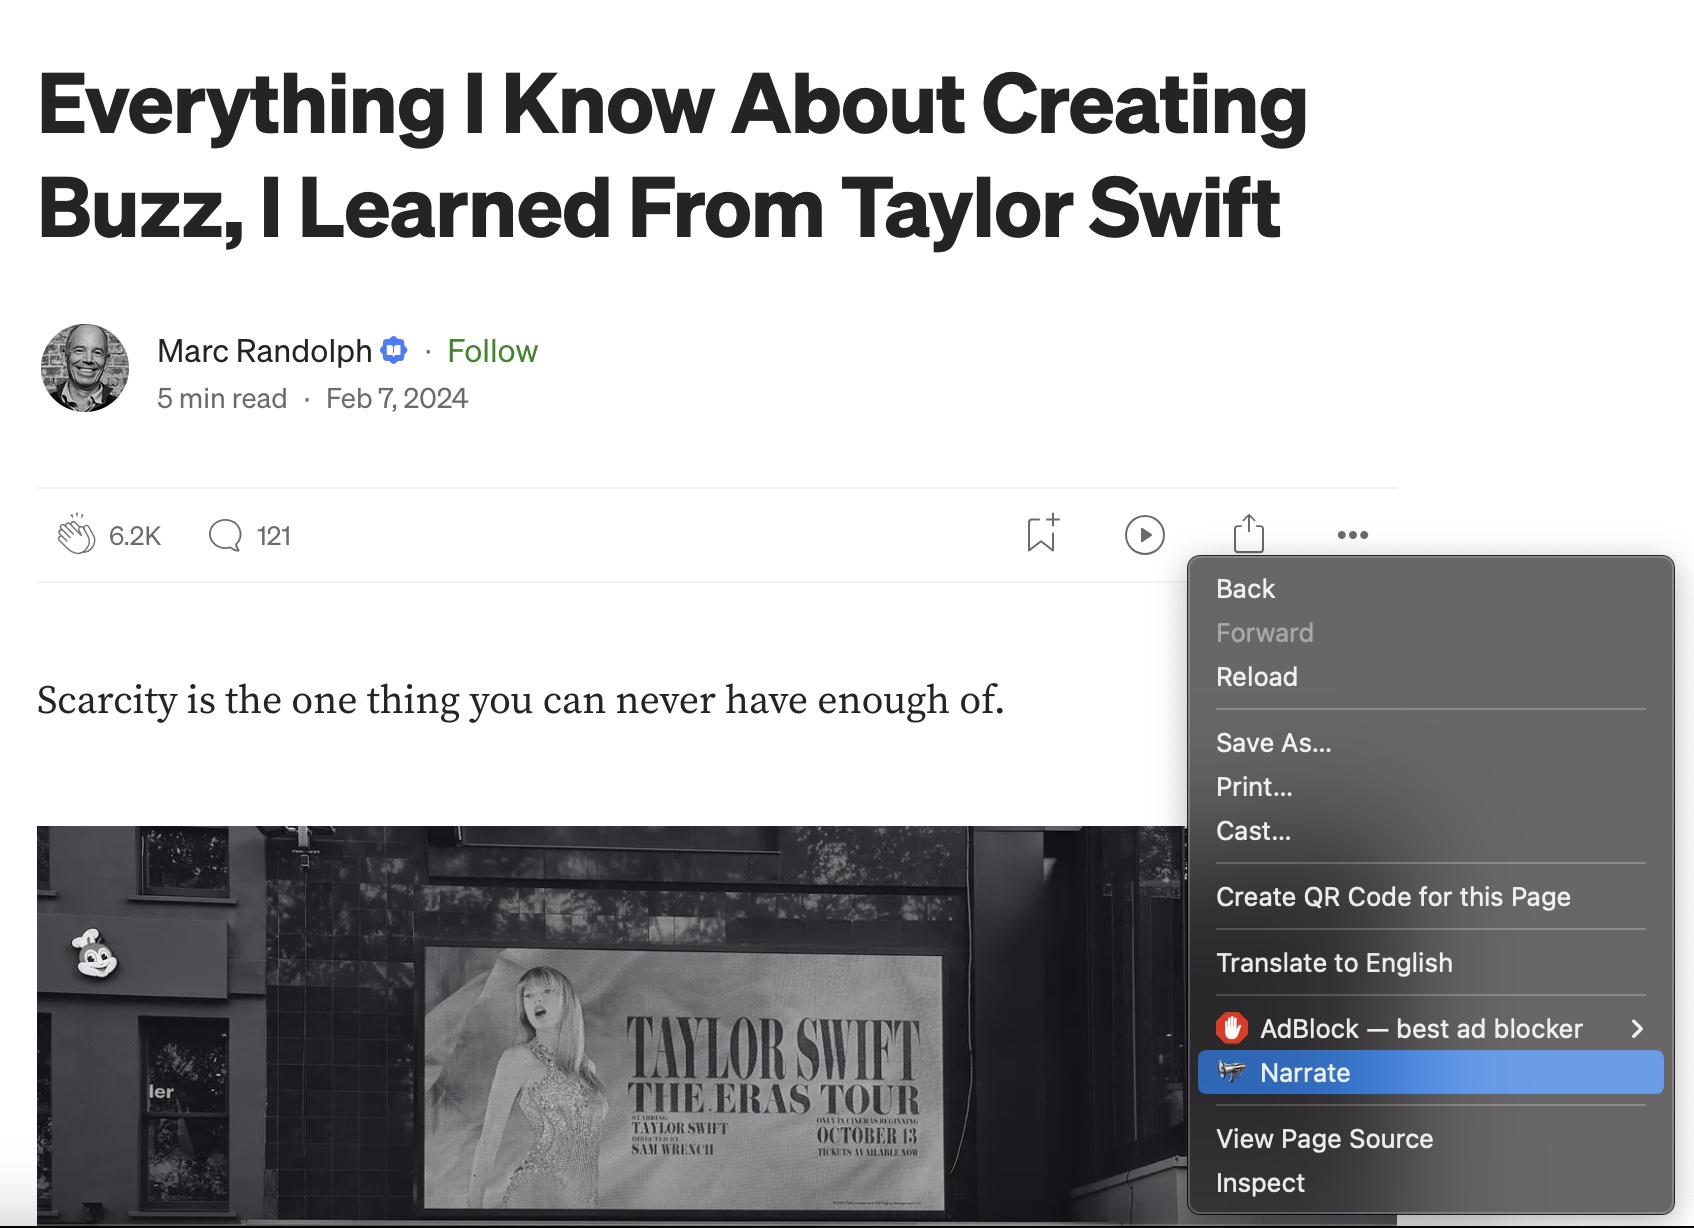 Everything I Know About Creating
Buzz, I Learned From Taylor Swift
Marc Randolph · Follow
5 min read · Feb 7, 2024
6.2K 121
Scarcity is the one thing you can never have enough of.
ler
TAYLOR SWIFT
THE ERAS TOUR
STARRING
TAYLOR SWIFT
DIRECTED BY
SAM WRENCH
ONLY IN CINEMAS BEGINNING
OCTOBER 13
TICKETS AVAILABLE NOW
Back
Forward
Reload
Save As...
Print...
Cast...
Create QR Code for this Page
Translate to English
AdBlock — best ad blocker
Narrate
View Page Source
Inspect